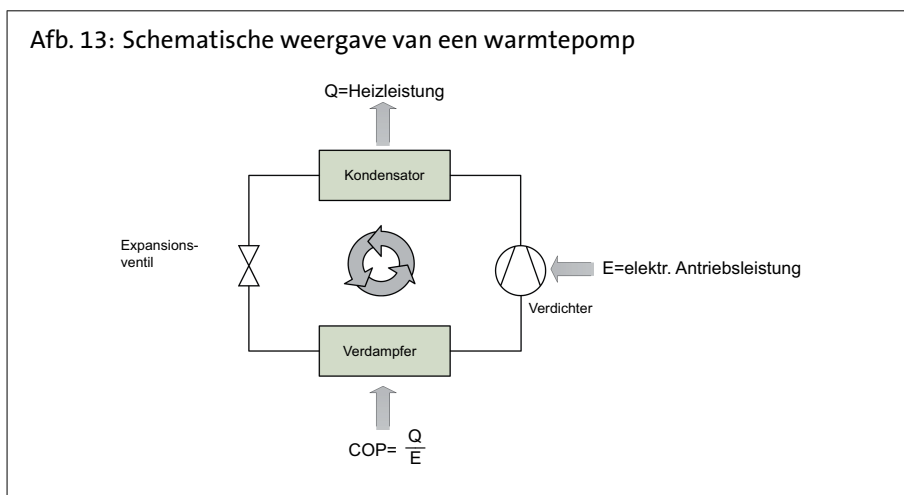 Afb. 13: Schematische weergave van een warmtepomp
Q=Heizleistung
Kondensator
Expansions-
ventil
E=elektr. Antriebsleistung
Verdichter
Verdampfer
COP= Q
E